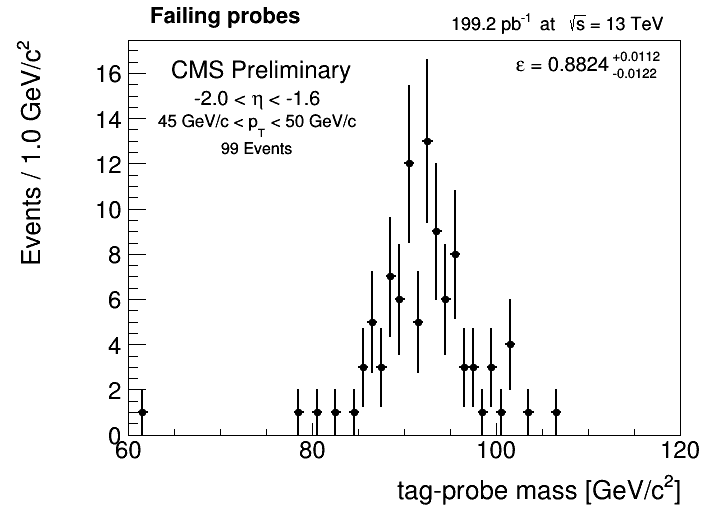 Failing probes
199.2 pb⁻¹ at √s = 13 TeV
CMS Preliminary
-2.0 < η < -1.6
45 GeV/c < p_T < 50 GeV/c
99 Events
ε = 0.8824 +0.0112 -0.0122
Events / 1.0 GeV/c²
16
14
12
10
8
6
4
2
0
60 80 100 120
tag-probe mass [GeV/c²]